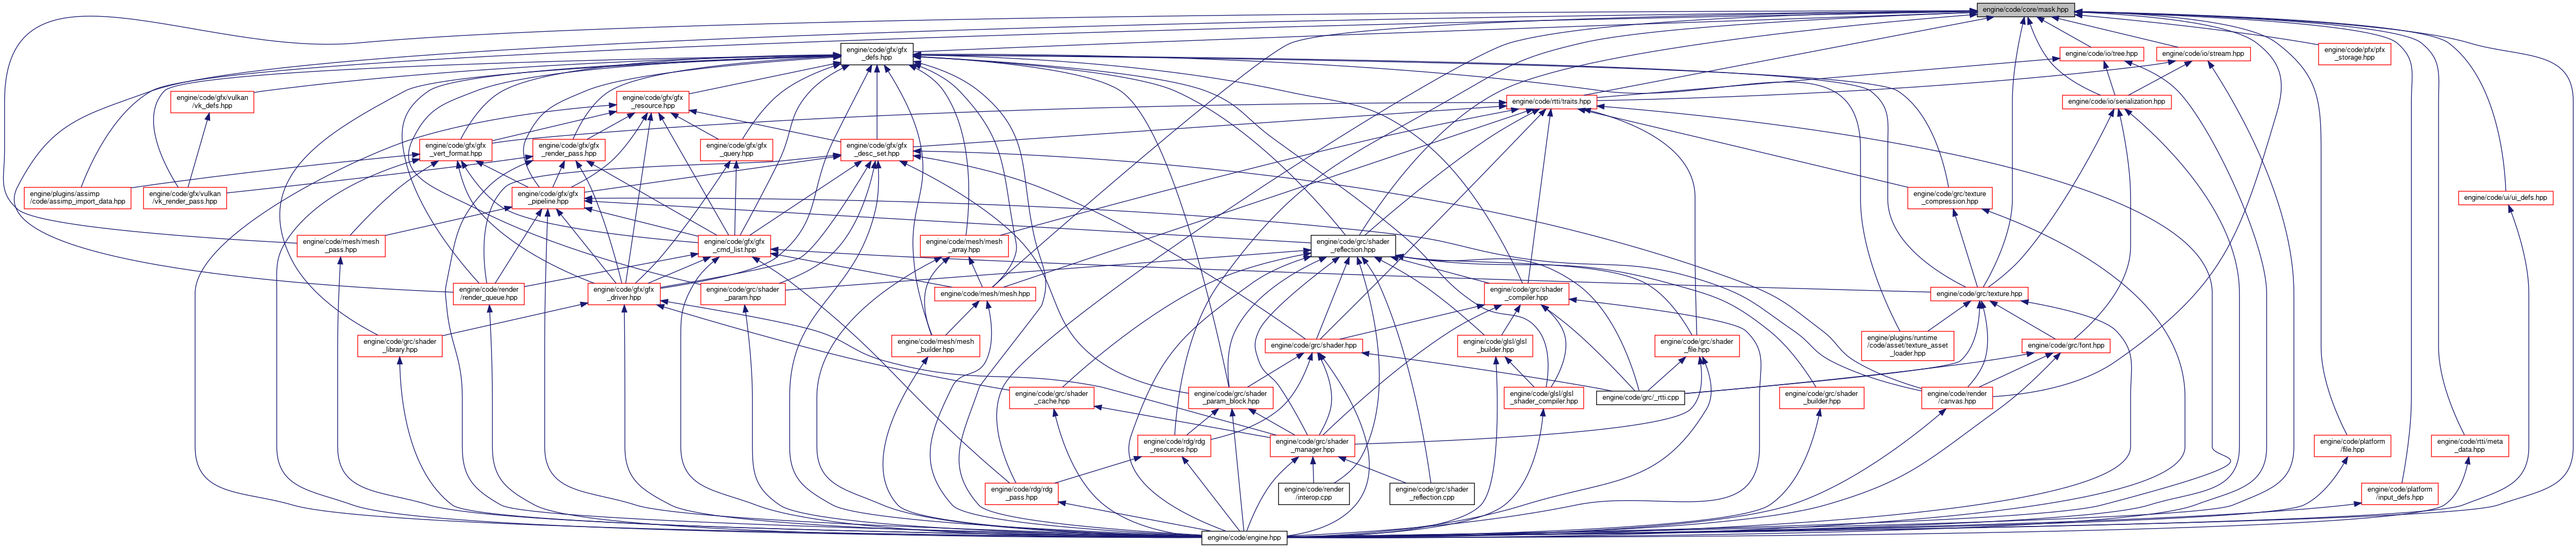 engine/code/core/mask.hpp
engine/code/gfx/gfx
_defs.hpp
engine/code/io/tree.hpp
engine/code/io/stream.hpp
engine/code/pfx/pfx
_storage.hpp
engine/code/gfx/vulkan
/vk_defs.hpp
engine/code/gfx/gfx
_resource.hpp
engine/code/rtti/traits.hpp
engine/code/io/serialization.hpp
engine/code/gfx/gfx
_vert_format.hpp
engine/code/gfx/gfx
_render_pass.hpp
engine/code/gfx/gfx
_query.hpp
engine/code/gfx/gfx
_desc_set.hpp
engine/plugins/assimp
/code/assimp_import_data.hpp
engine/code/gfx/vulkan
/vk_render_pass.hpp
engine/code/gfx/gfx
_pipeline.hpp
engine/code/grc/texture
_compression.hpp
engine/code/ui/ui_defs.hpp
engine/code/mesh/mesh
_pass.hpp
engine/code/gfx/gfx
_cmd_list.hpp
engine/code/mesh/mesh
_array.hpp
engine/code/grc/shader
_reflection.hpp
engine/code/render
/render_queue.hpp
engine/code/gfx/gfx
_driver.hpp
engine/code/grc/shader
_param.hpp
engine/code/mesh/mesh.hpp
engine/code/grc/shader
_compiler.hpp
engine/code/grc/texture.hpp
engine/code/grc/shader
_library.hpp
engine/code/mesh/mesh
_builder.hpp
engine/code/grc/shader.hpp
engine/code/glsl/glsl
_builder.hpp
engine/code/grc/shader
_file.hpp
engine/plugins/runtime
/code/asset/texture_asset
_loader.hpp
engine/code/grc/font.hpp
engine/code/grc/shader
_cache.hpp
engine/code/grc/shader
_param_block.hpp
engine/code/glsl/glsl
_shader_compiler.hpp
engine/code/grc/_rtti.cpp
engine/code/grc/shader
_builder.hpp
engine/code/render
/canvas.hpp
engine/code/rdg/rdg
_resources.hpp
engine/code/grc/shader
_manager.hpp
engine/code/platform
/file.hpp
engine/code/rtti/meta
_data.hpp
engine/code/rdg/rdg
_pass.hpp
engine/code/render
/interop.cpp
engine/code/grc/shader
_reflection.cpp
engine/code/platform
/input_defs.hpp
engine/code/engine.hpp